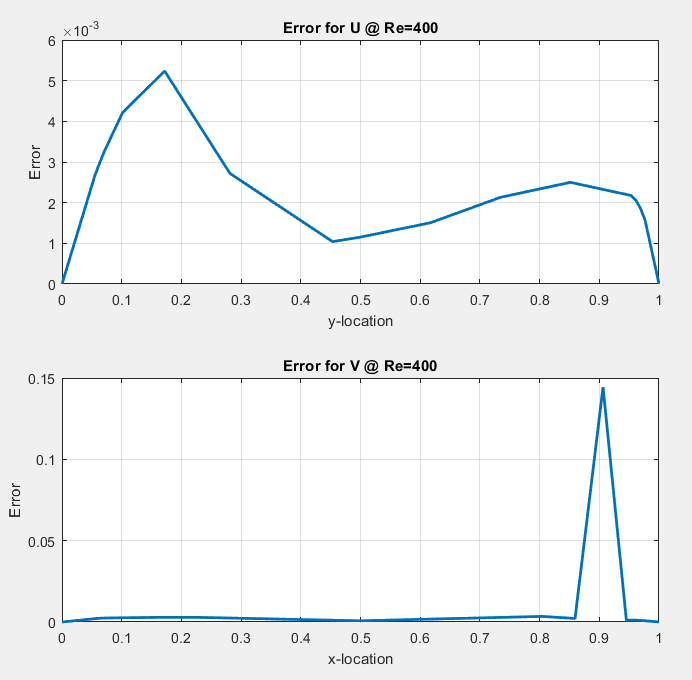 Error for U @ Re=400
×10⁻³
6
5
4
3
2
1
0
Error
0 0.1 0.2 0.3 0.4 0.5 0.6 0.7 0.8 0.9 1
y-location
Error for V @ Re=400
0.15
0.1
0.05
0
Error
0 0.1 0.2 0.3 0.4 0.5 0.6 0.7 0.8 0.9 1
x-location